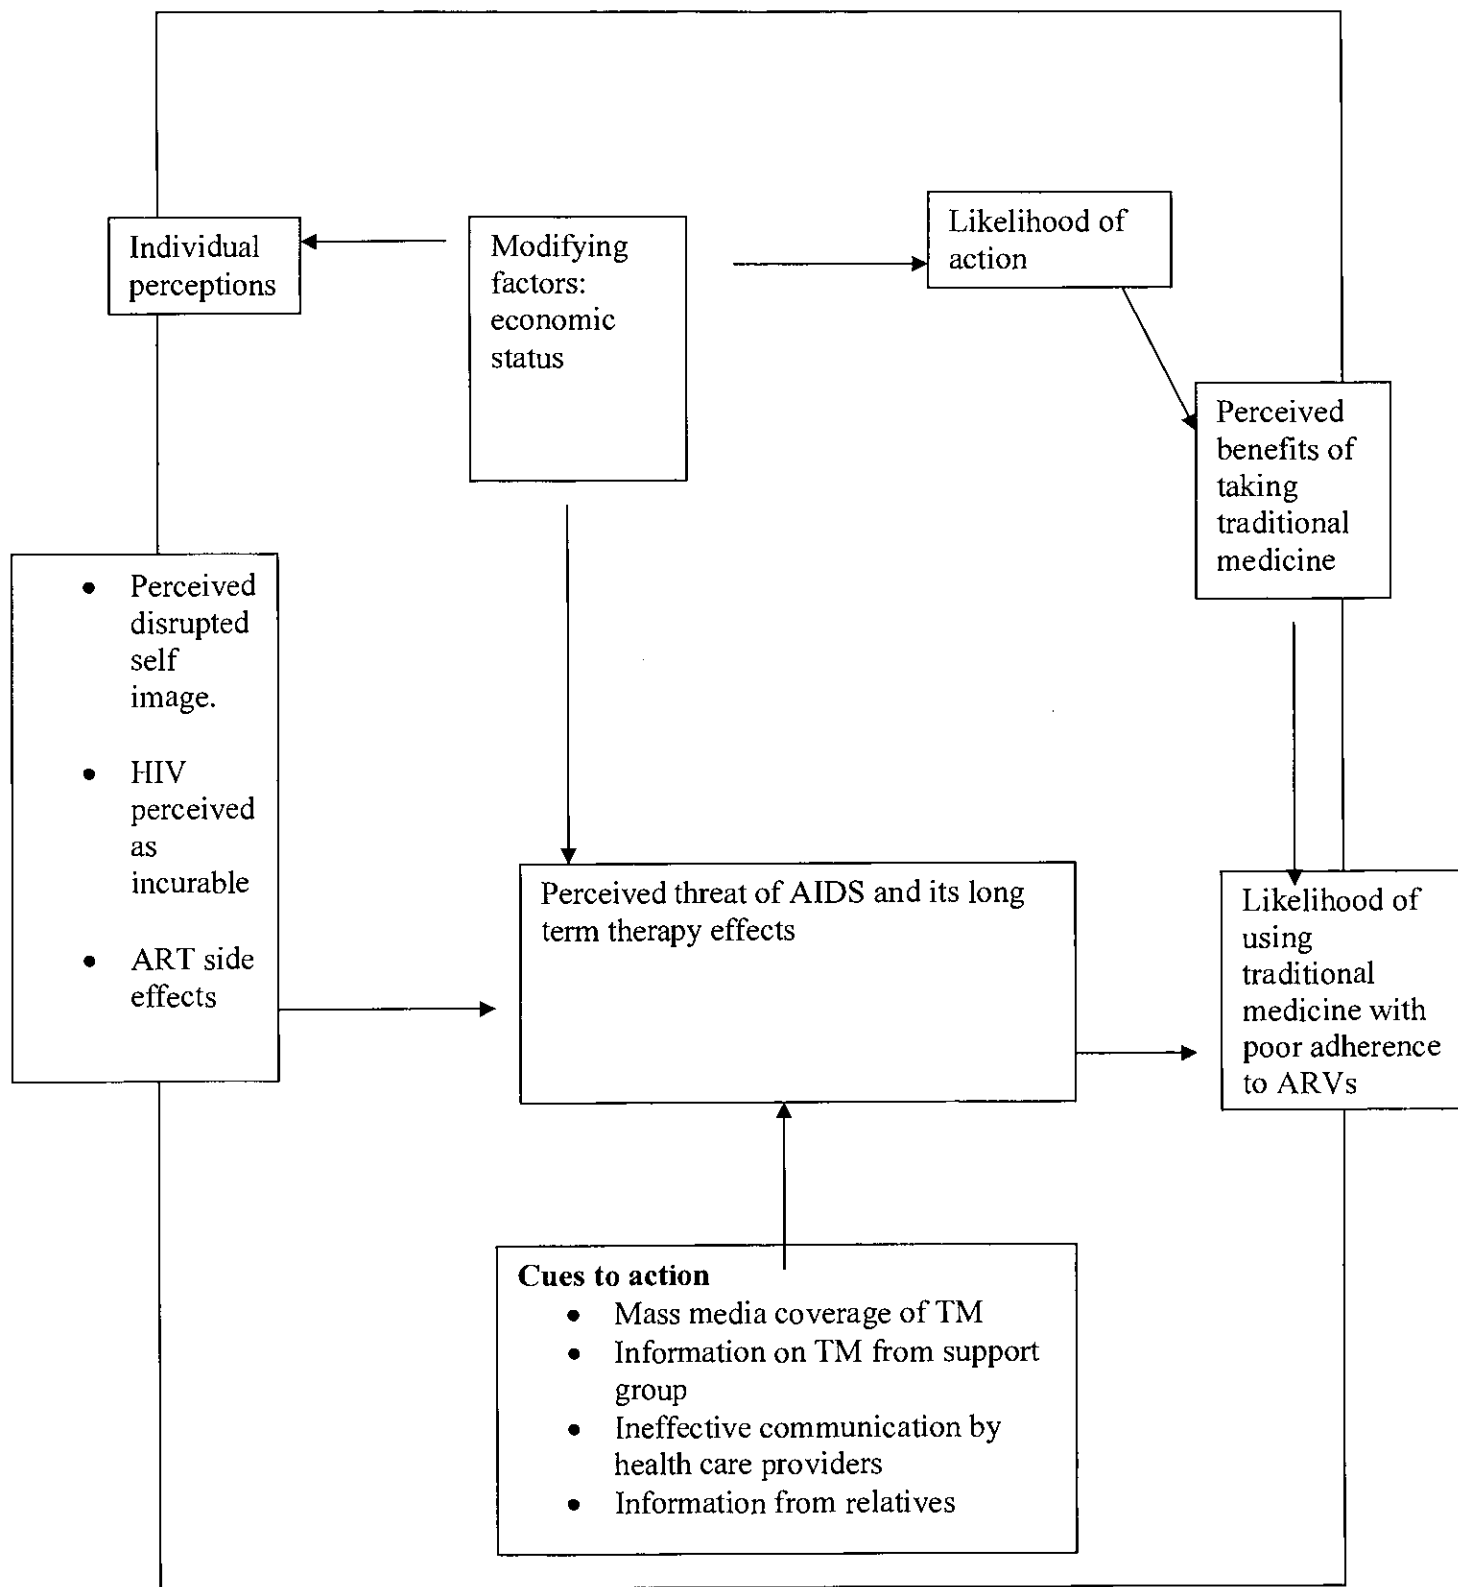 Individual
perceptions
Modifying
factors:
economic
status
Likelihood of
action
Perceived
benefits of
taking
traditional
medicine
• Perceived
disrupted
self
image.
• HIV
perceived
as
incurable
• ART side
effects
Perceived threat of AIDS and its long
term therapy effects
Likelihood of
using
traditional
medicine with
poor adherence
to ARVs
Cues to action
• Mass media coverage of TM
• Information on TM from support
group
• Ineffective communication by
health care providers
• Information from relatives